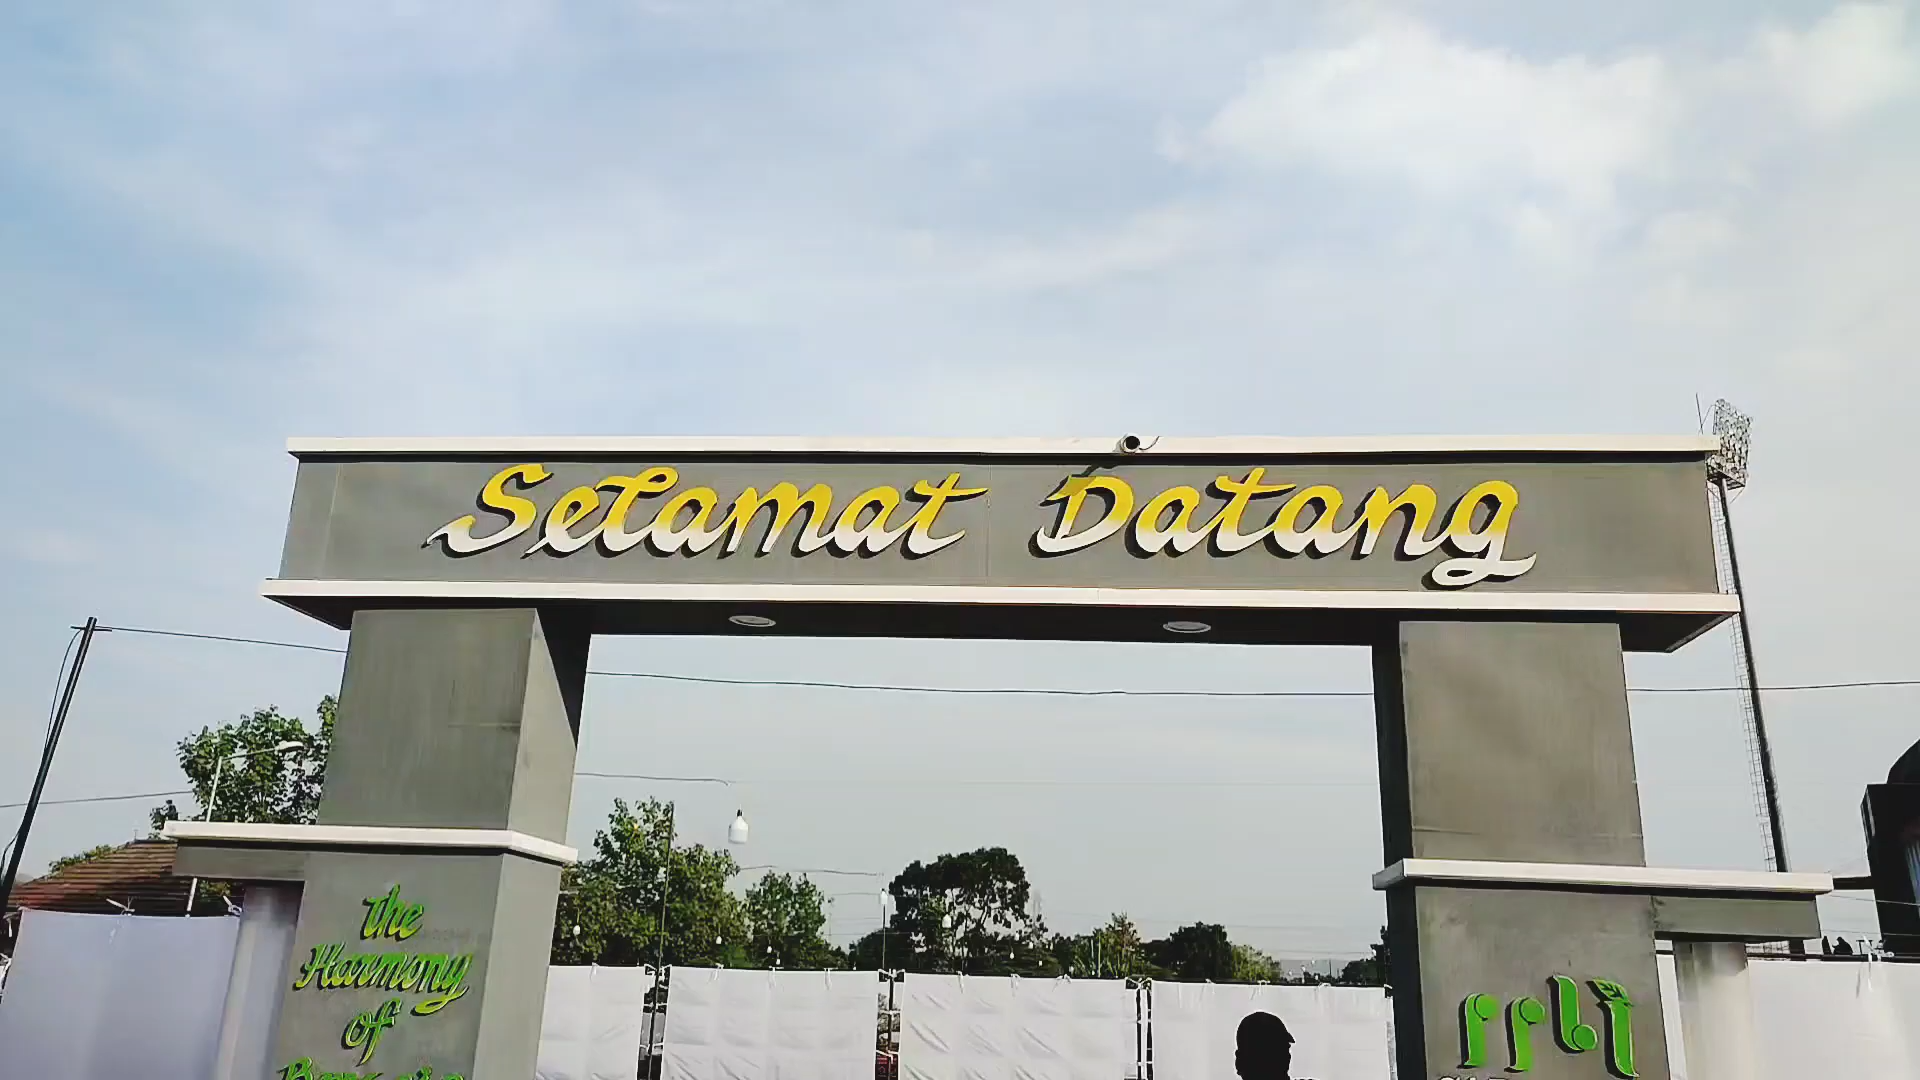 Selamat Datang
the
Harmony
of